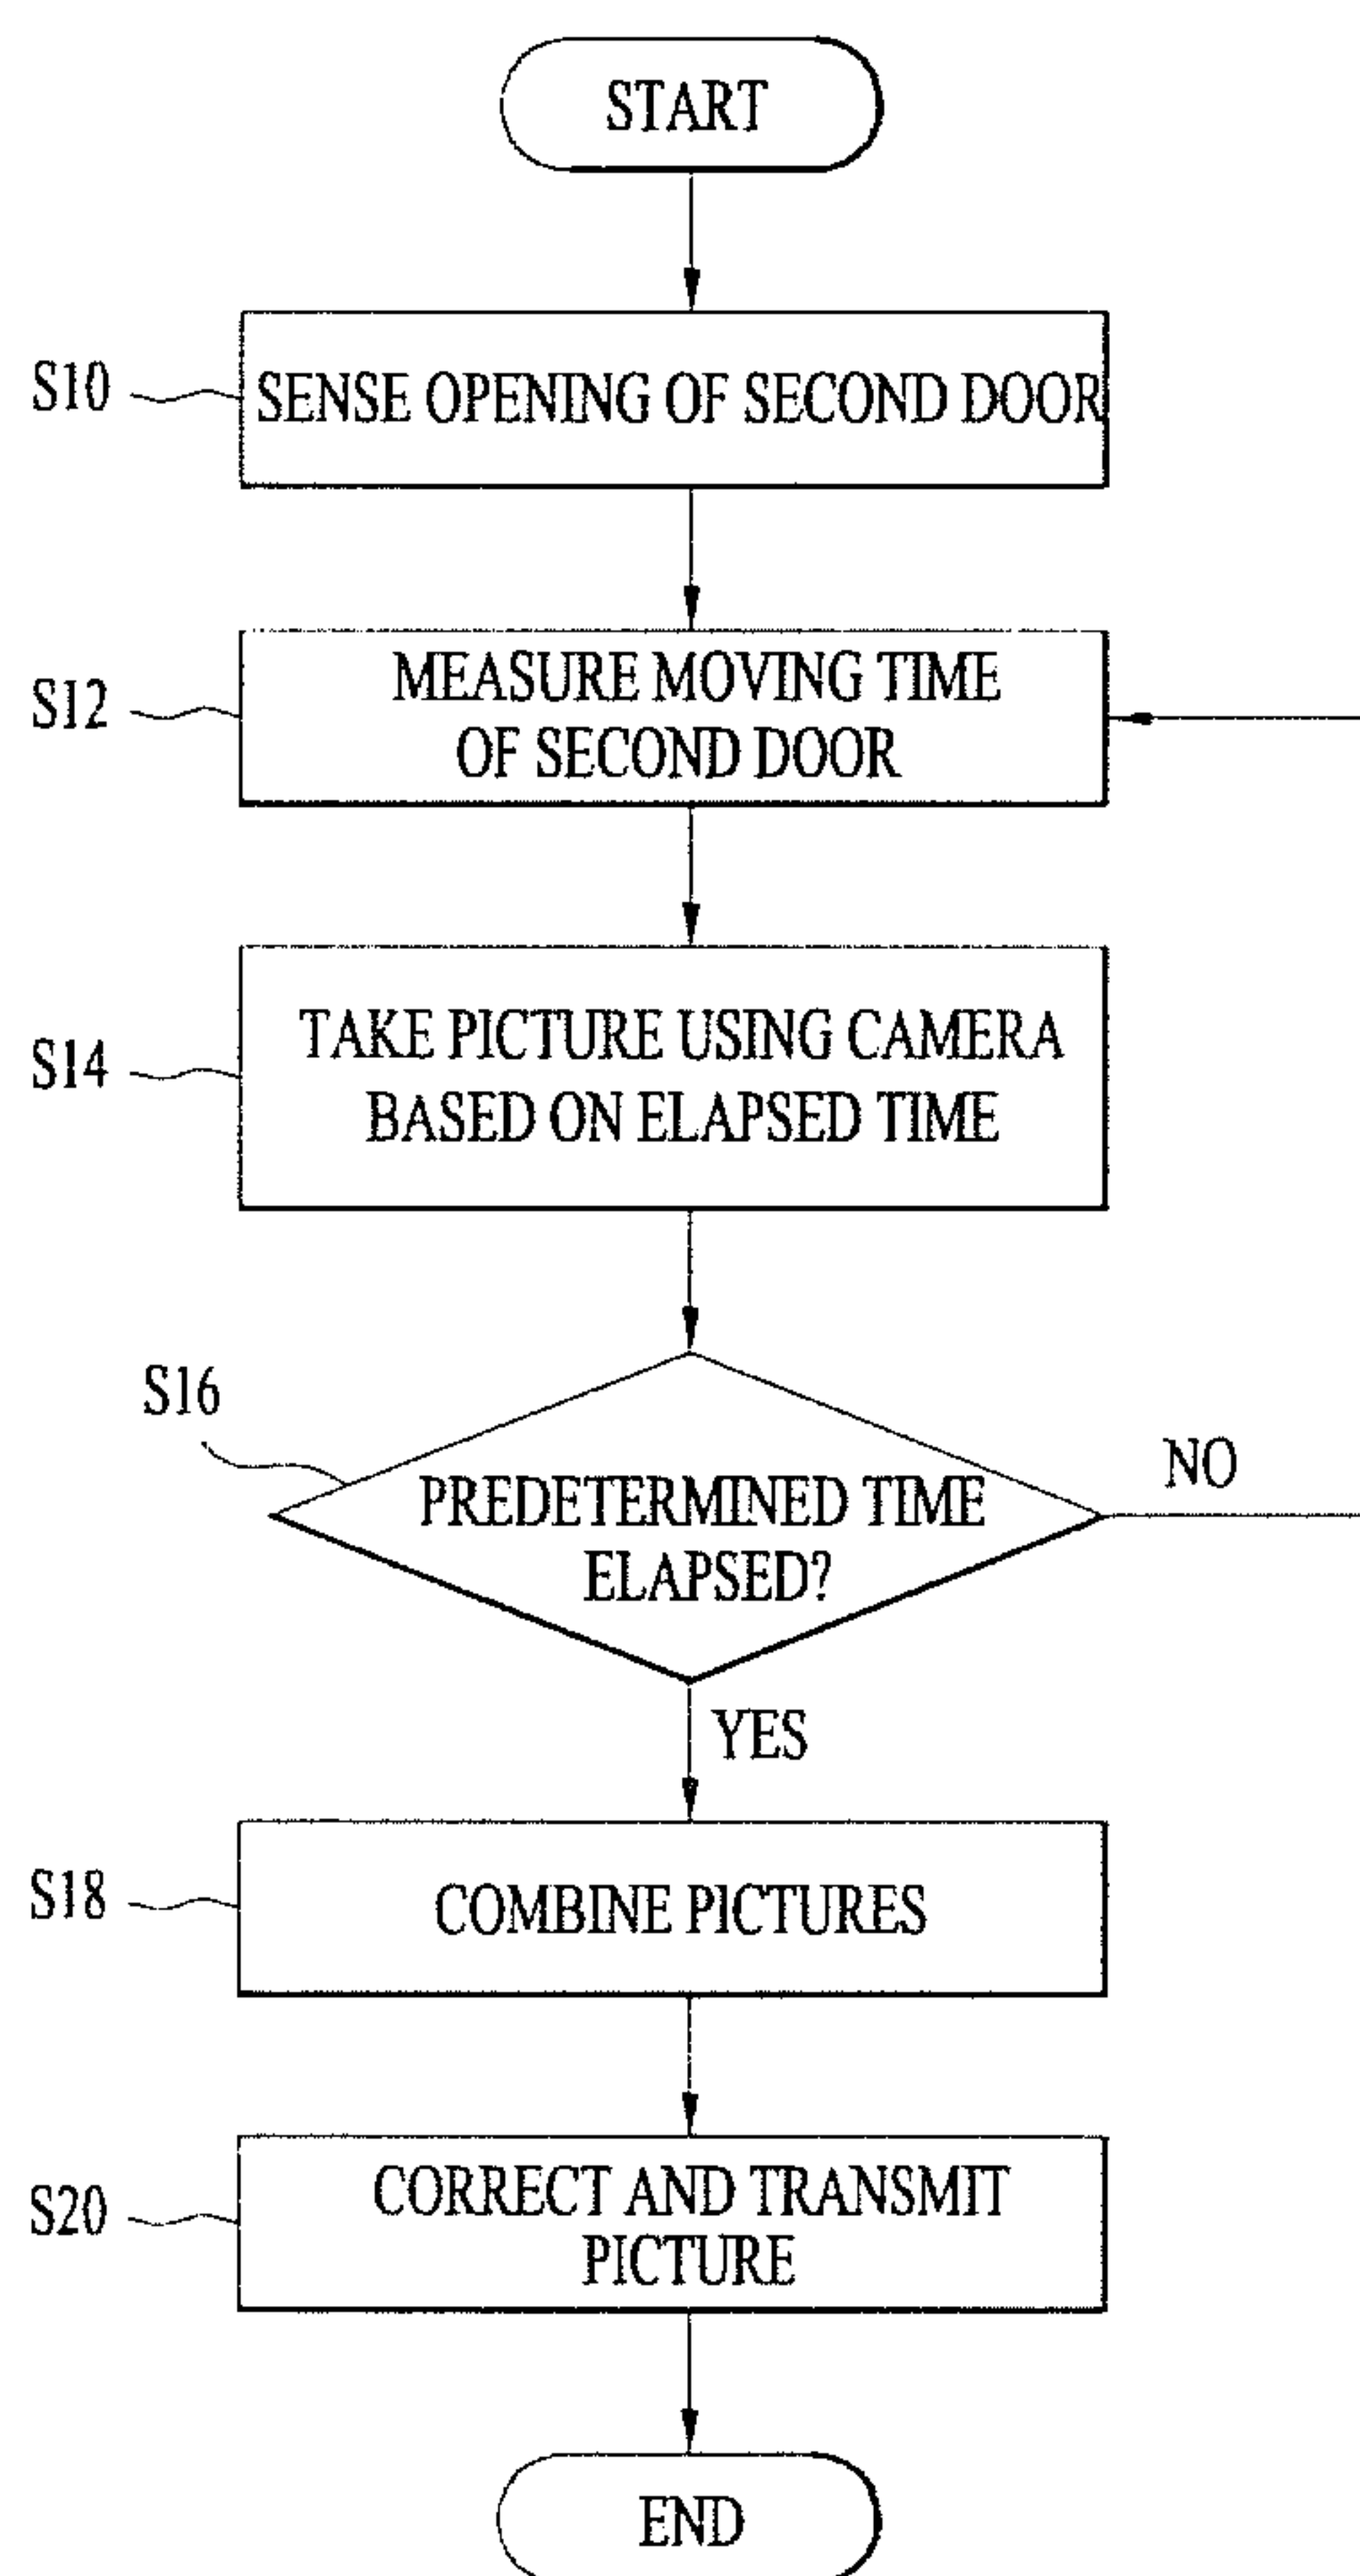 START
S10
SENSE OPENING OF SECOND DOOR
S12
MEASURE MOVING TIME
OF SECOND DOOR
S14
TAKE PICTURE USING CAMERA
BASED ON ELAPSED TIME
S16
PREDETERMINED TIME
ELAPSED?
NO
YES
S18
COMBINE PICTURES
S20
CORRECT AND TRANSMIT
PICTURE
END